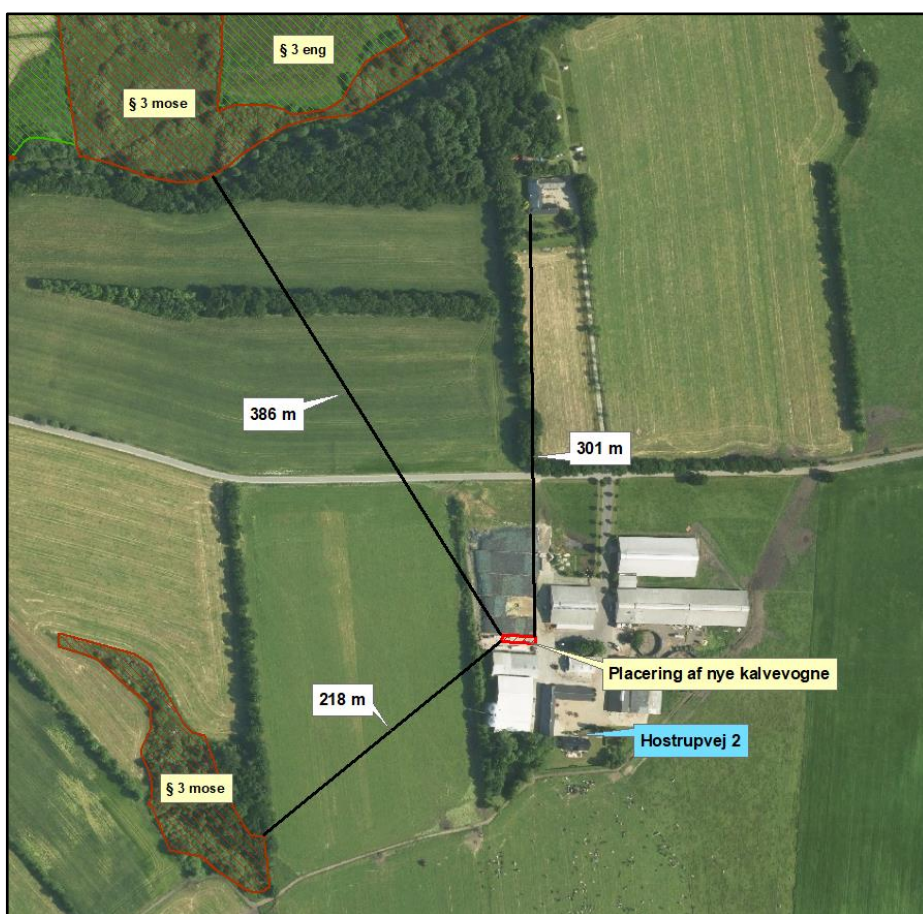 § 3 eng
§ 3 mose
386 m
301 m
Placering af nye kalvevogne
218 m
Hostrupvej 2
§ 3 mose